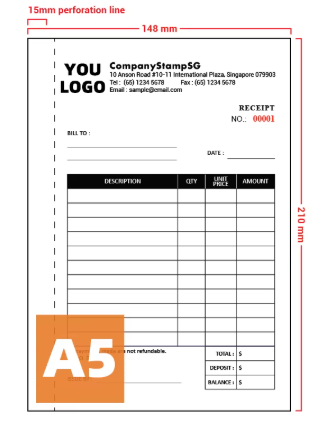 15mm perforation line
148 mm
YOU
LOGO
CompanyStampSG
10 Anson Road #10-11 International Plaza, Singapore 079903
Tel : (65) 1234 5678 Fax : (65) 1234 5678
Email : sample@email.com
RECEIPT
NO.: 00001
BILL TO :
DATE :
DESCRIPTION QTY UNIT PRICE AMOUNT
210 mm
are not refundable.
TOTAL : $
DEPOSIT : $
BALANCE : $
A5